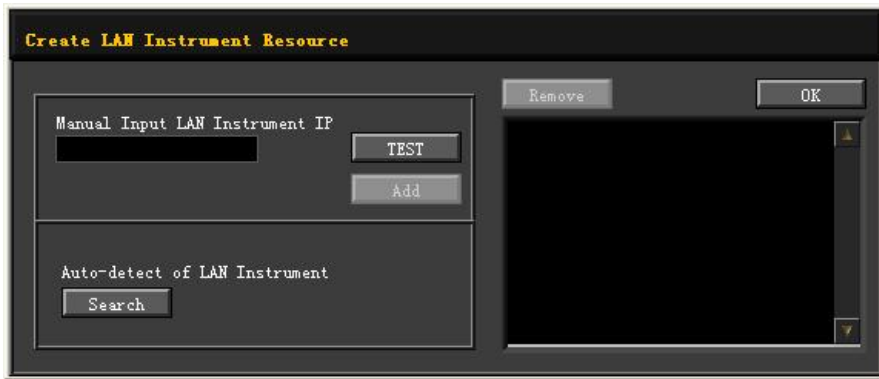 Create LAN Instrument Resource
Manual Input LAN Instrument IP
TEST
Add
Auto-detect of LAN Instrument
Search
Remove
OK